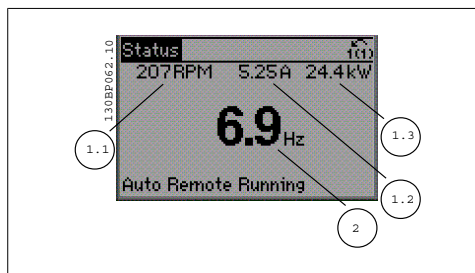 130BP062.10
Status
1(1)
207RPM 5.25A 24.4kW
6.9Hz
Auto Remote Running
1.1
1.3
1.2
2